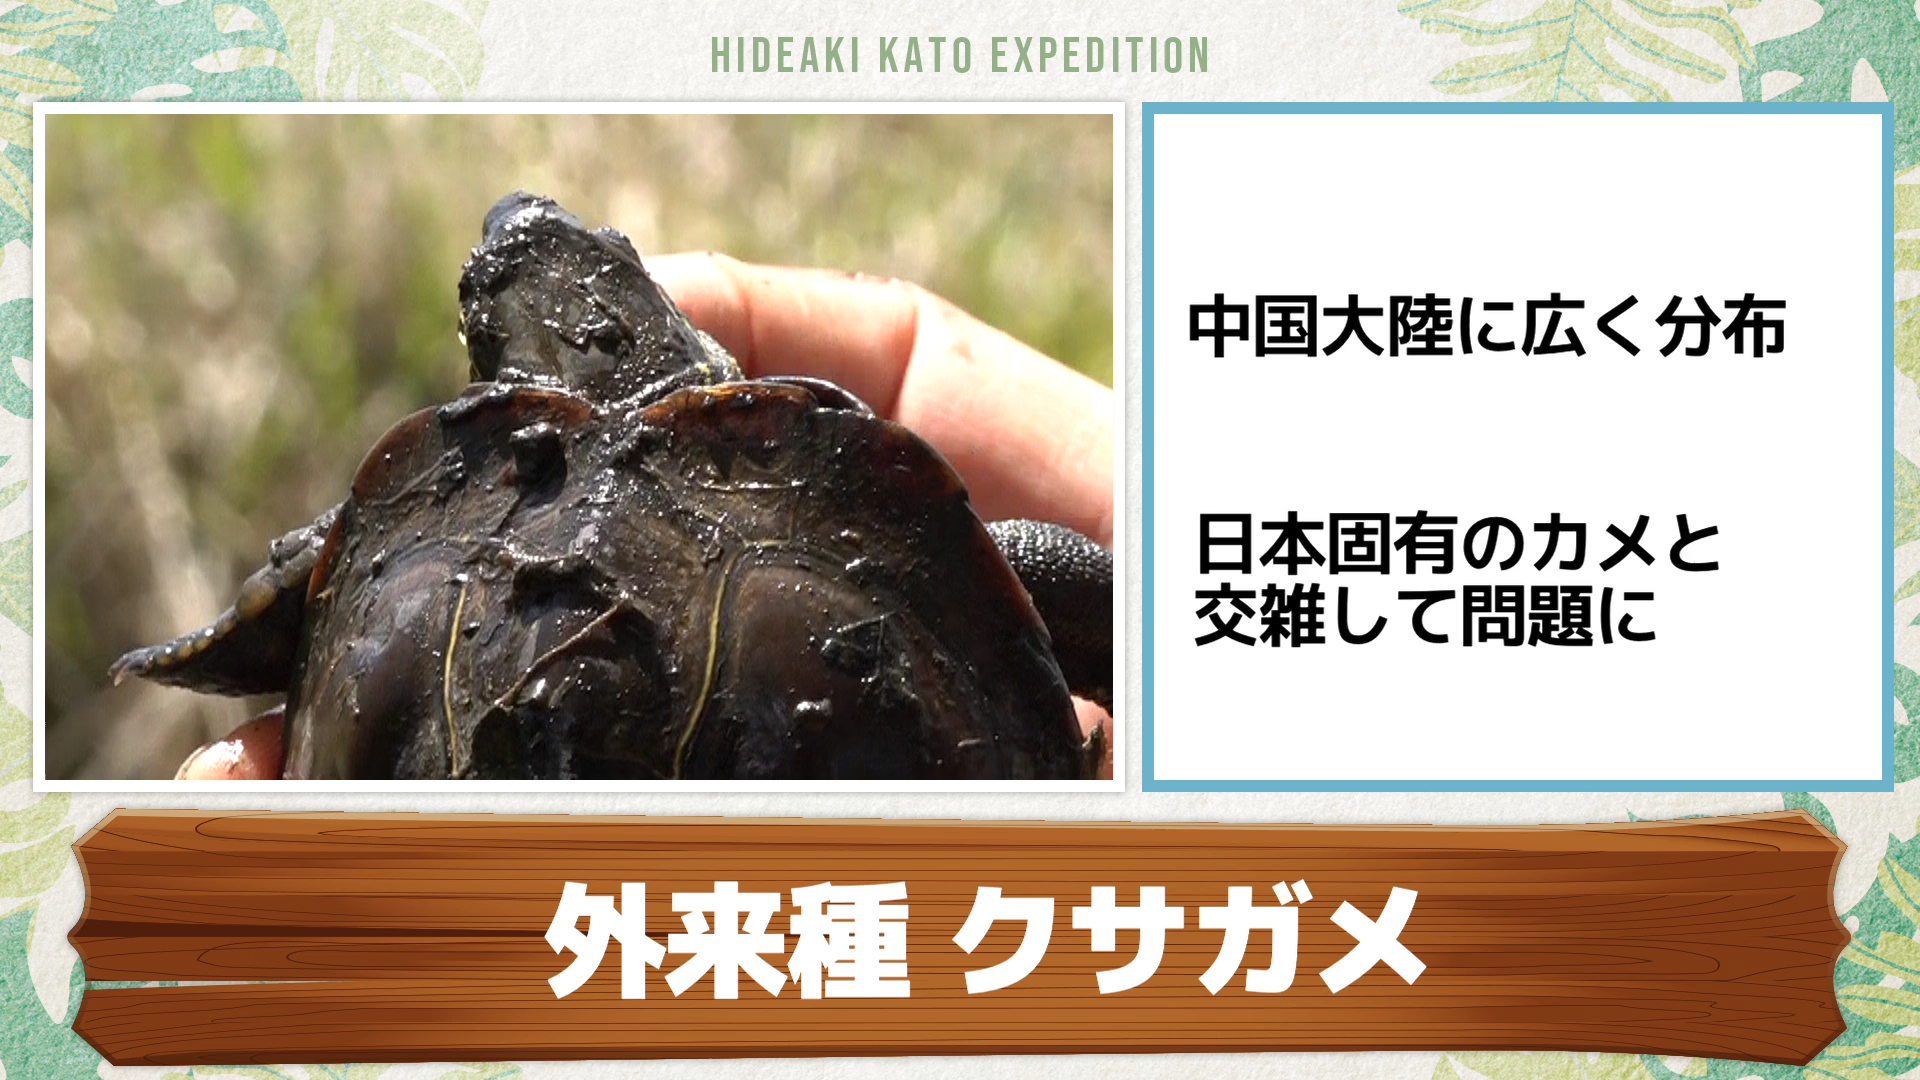 HIDEAKI KATO EXPEDITION
中国大陸に広く分布
日本固有のカメと
交雑して問題に
外来種 クサガメ